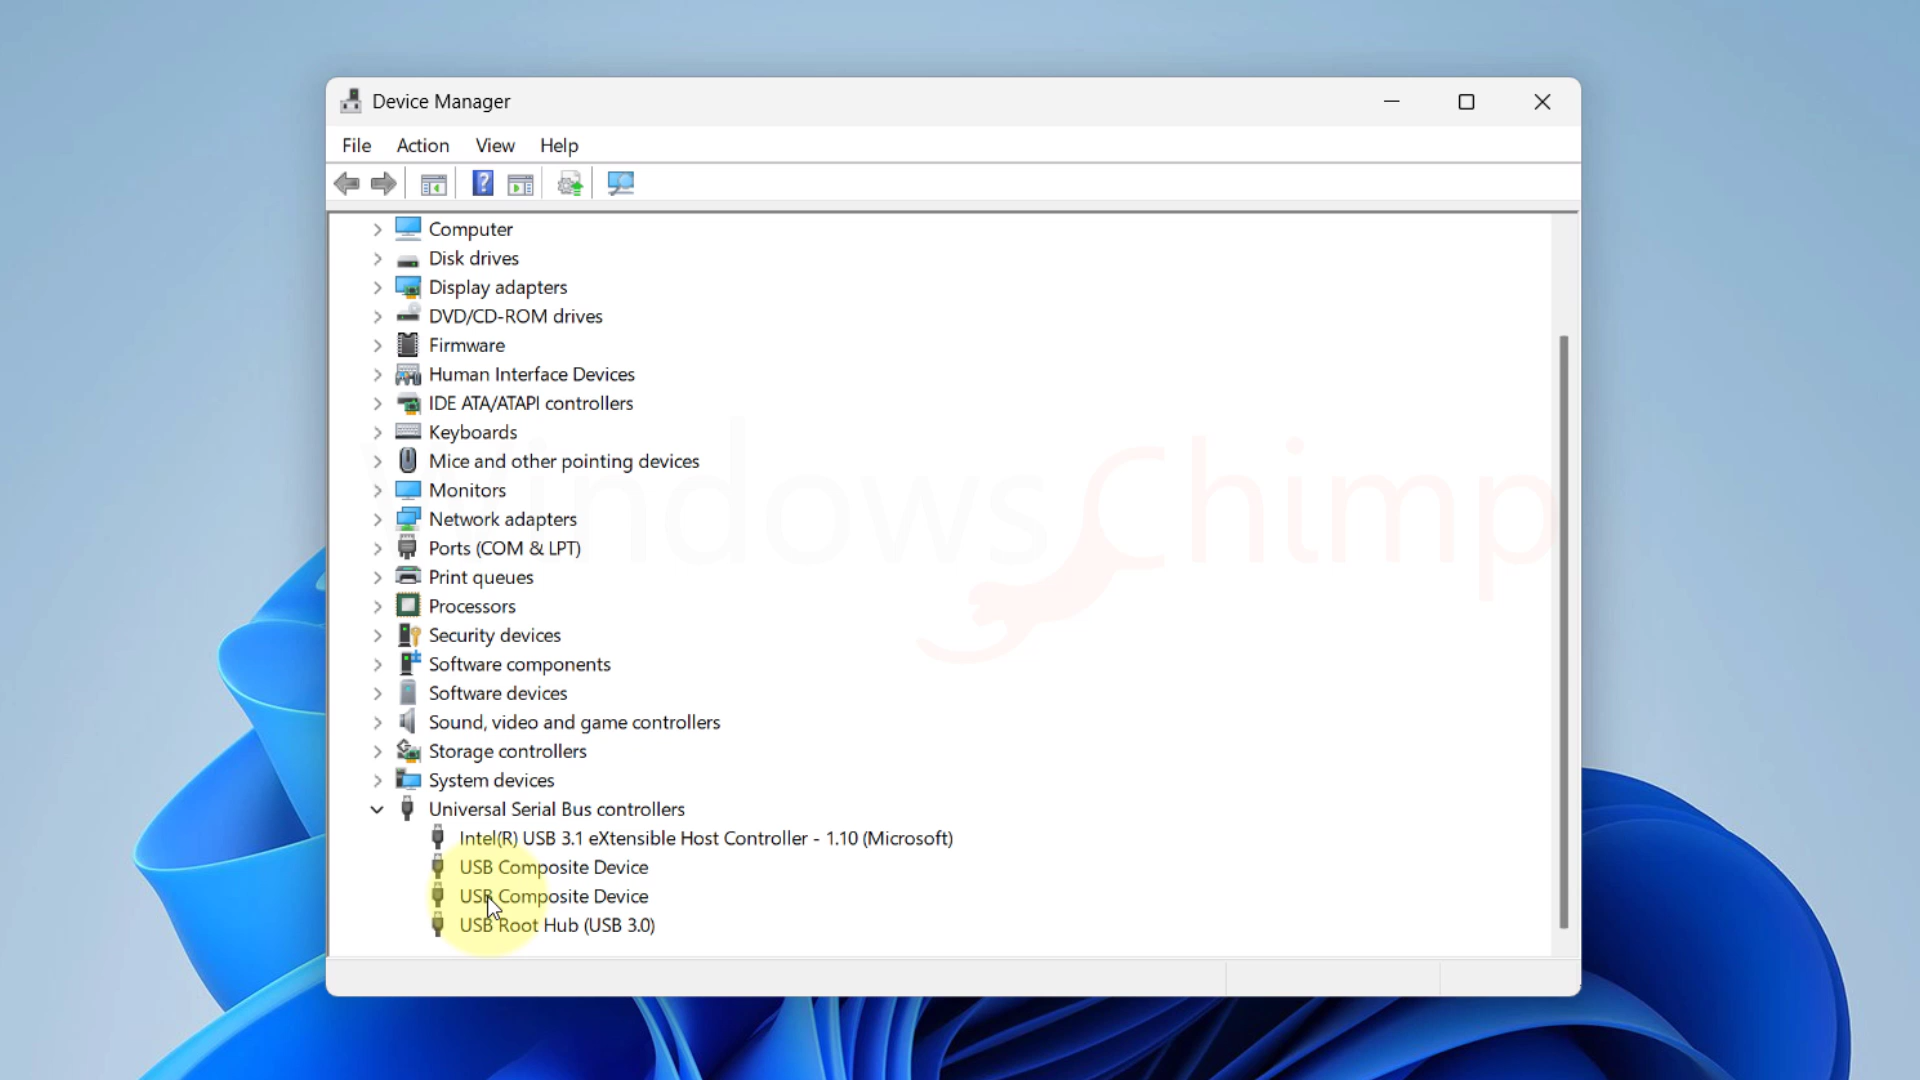 Device Manager
File Action View Help
Computer
Disk drives
Display adapters
DVD/CD-ROM drives
Firmware
Human Interface Devices
IDE ATA/ATAPI controllers
Keyboards
Mice and other pointing devices
Monitors
Network adapters
Windows Chimp
Ports (COM & LPT)
Print queues
Processors
Security devices
Software components
Software devices
Sound, video and game controllers
Storage controllers
System devices
Universal Serial Bus controllers
Intel(R) USB 3.1 eXtensible Host Controller - 1.10 (Microsoft)
USB Composite Device
USB Composite Device
USB Root Hub (USB 3.0)